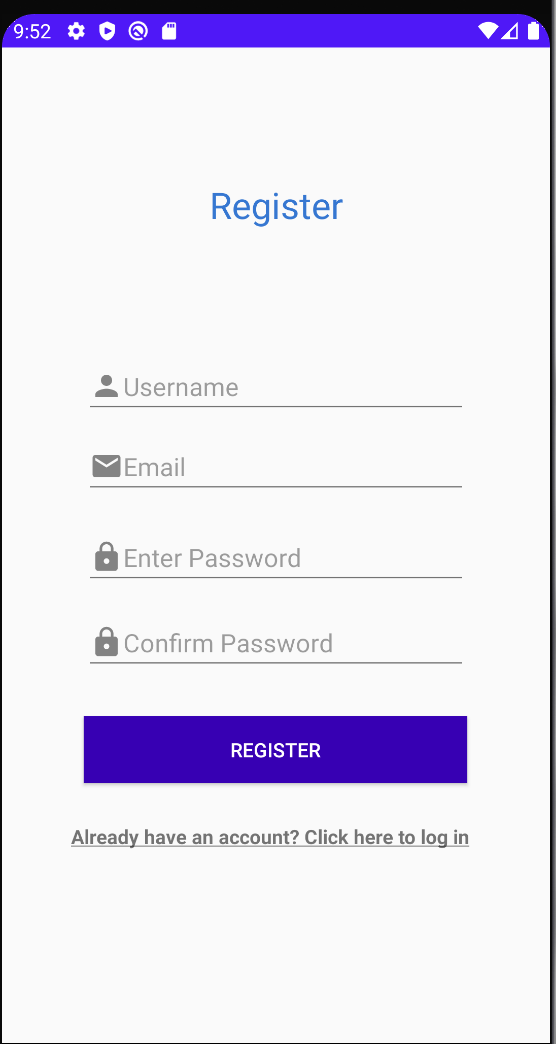 9:52
Register
Username
Email
Enter Password
Confirm Password
REGISTER
Already have an account? Click here to log in